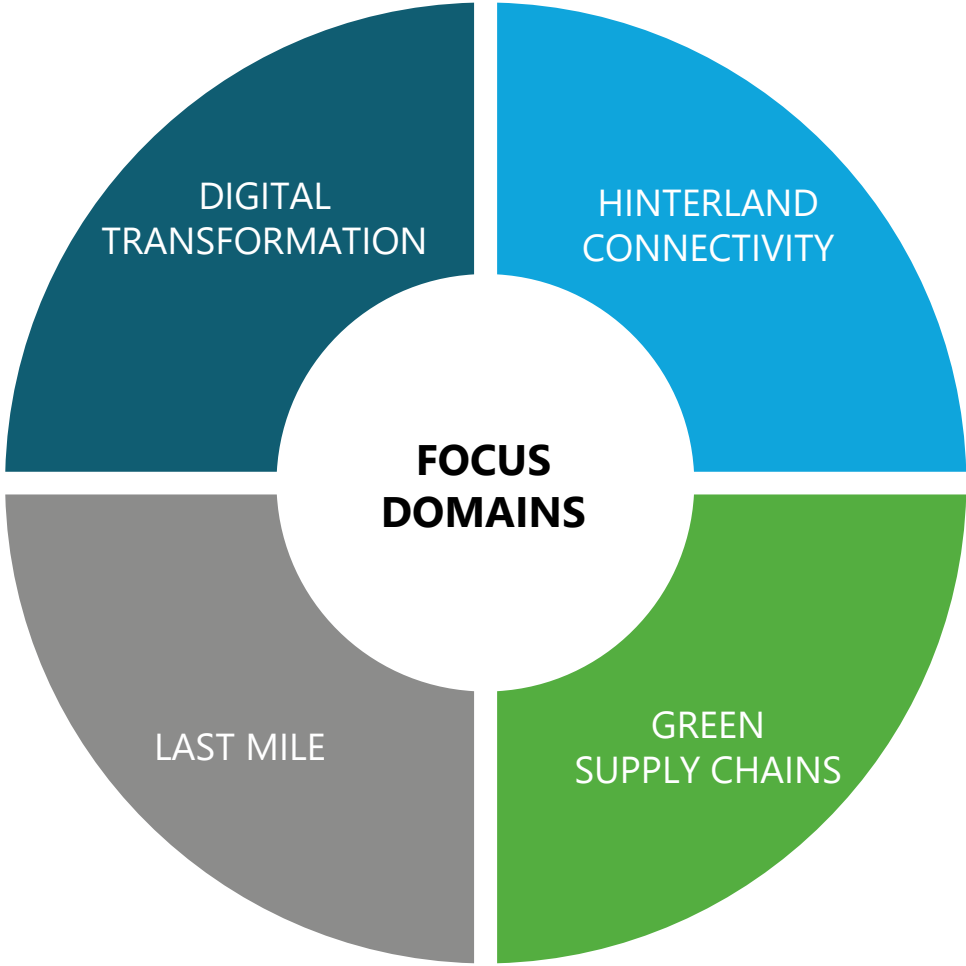 DIGITAL
TRANSFORMATION
HINTERLAND
CONNECTIVITY
FOCUS
DOMAINS
LAST MILE
GREEN
SUPPLY CHAINS